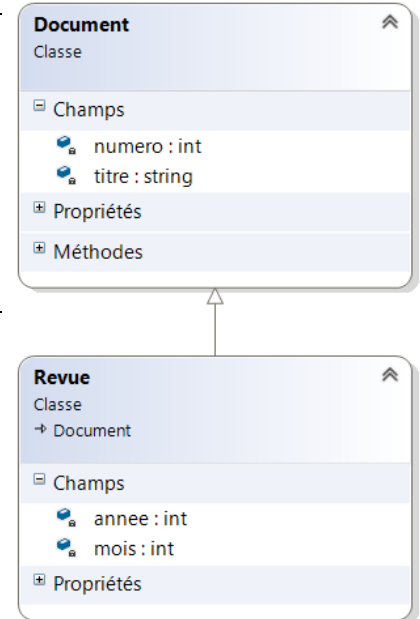 Document
Classe
Champs
numero : int
titre : string
Propriétés
Méthodes
Revue
Classe
Document
Champs
annee : int
mois : int
Propriétés